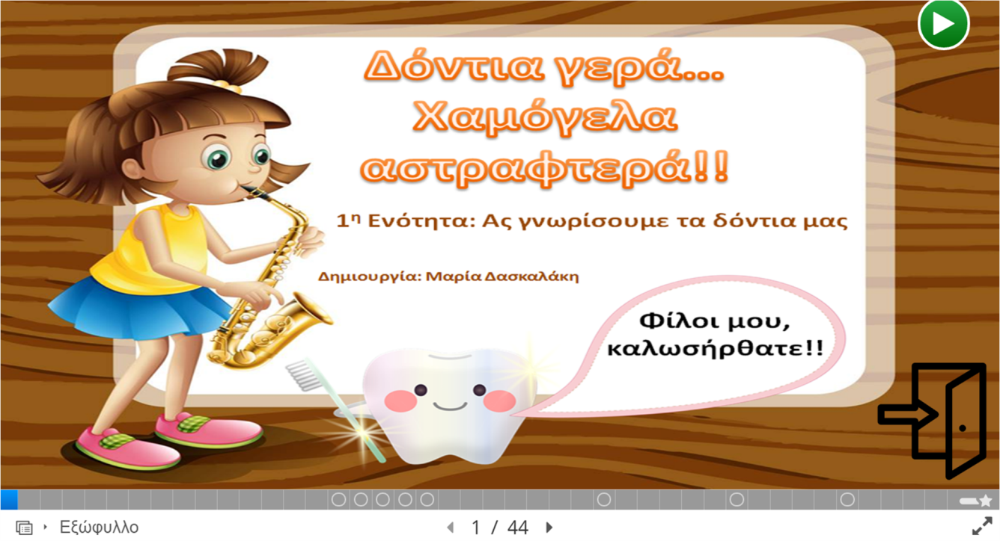 Δόντια γερά...
Χαμόγελα
αστραφτερά!!
1η Ενότητα: Ας γνωρίσουμε τα δόντια μας
Δημιουργία: Μαρία Δασκαλάκη
Φίλοι μου,
καλωσήρθατε!!
Εξώφυλλο
1 / 44